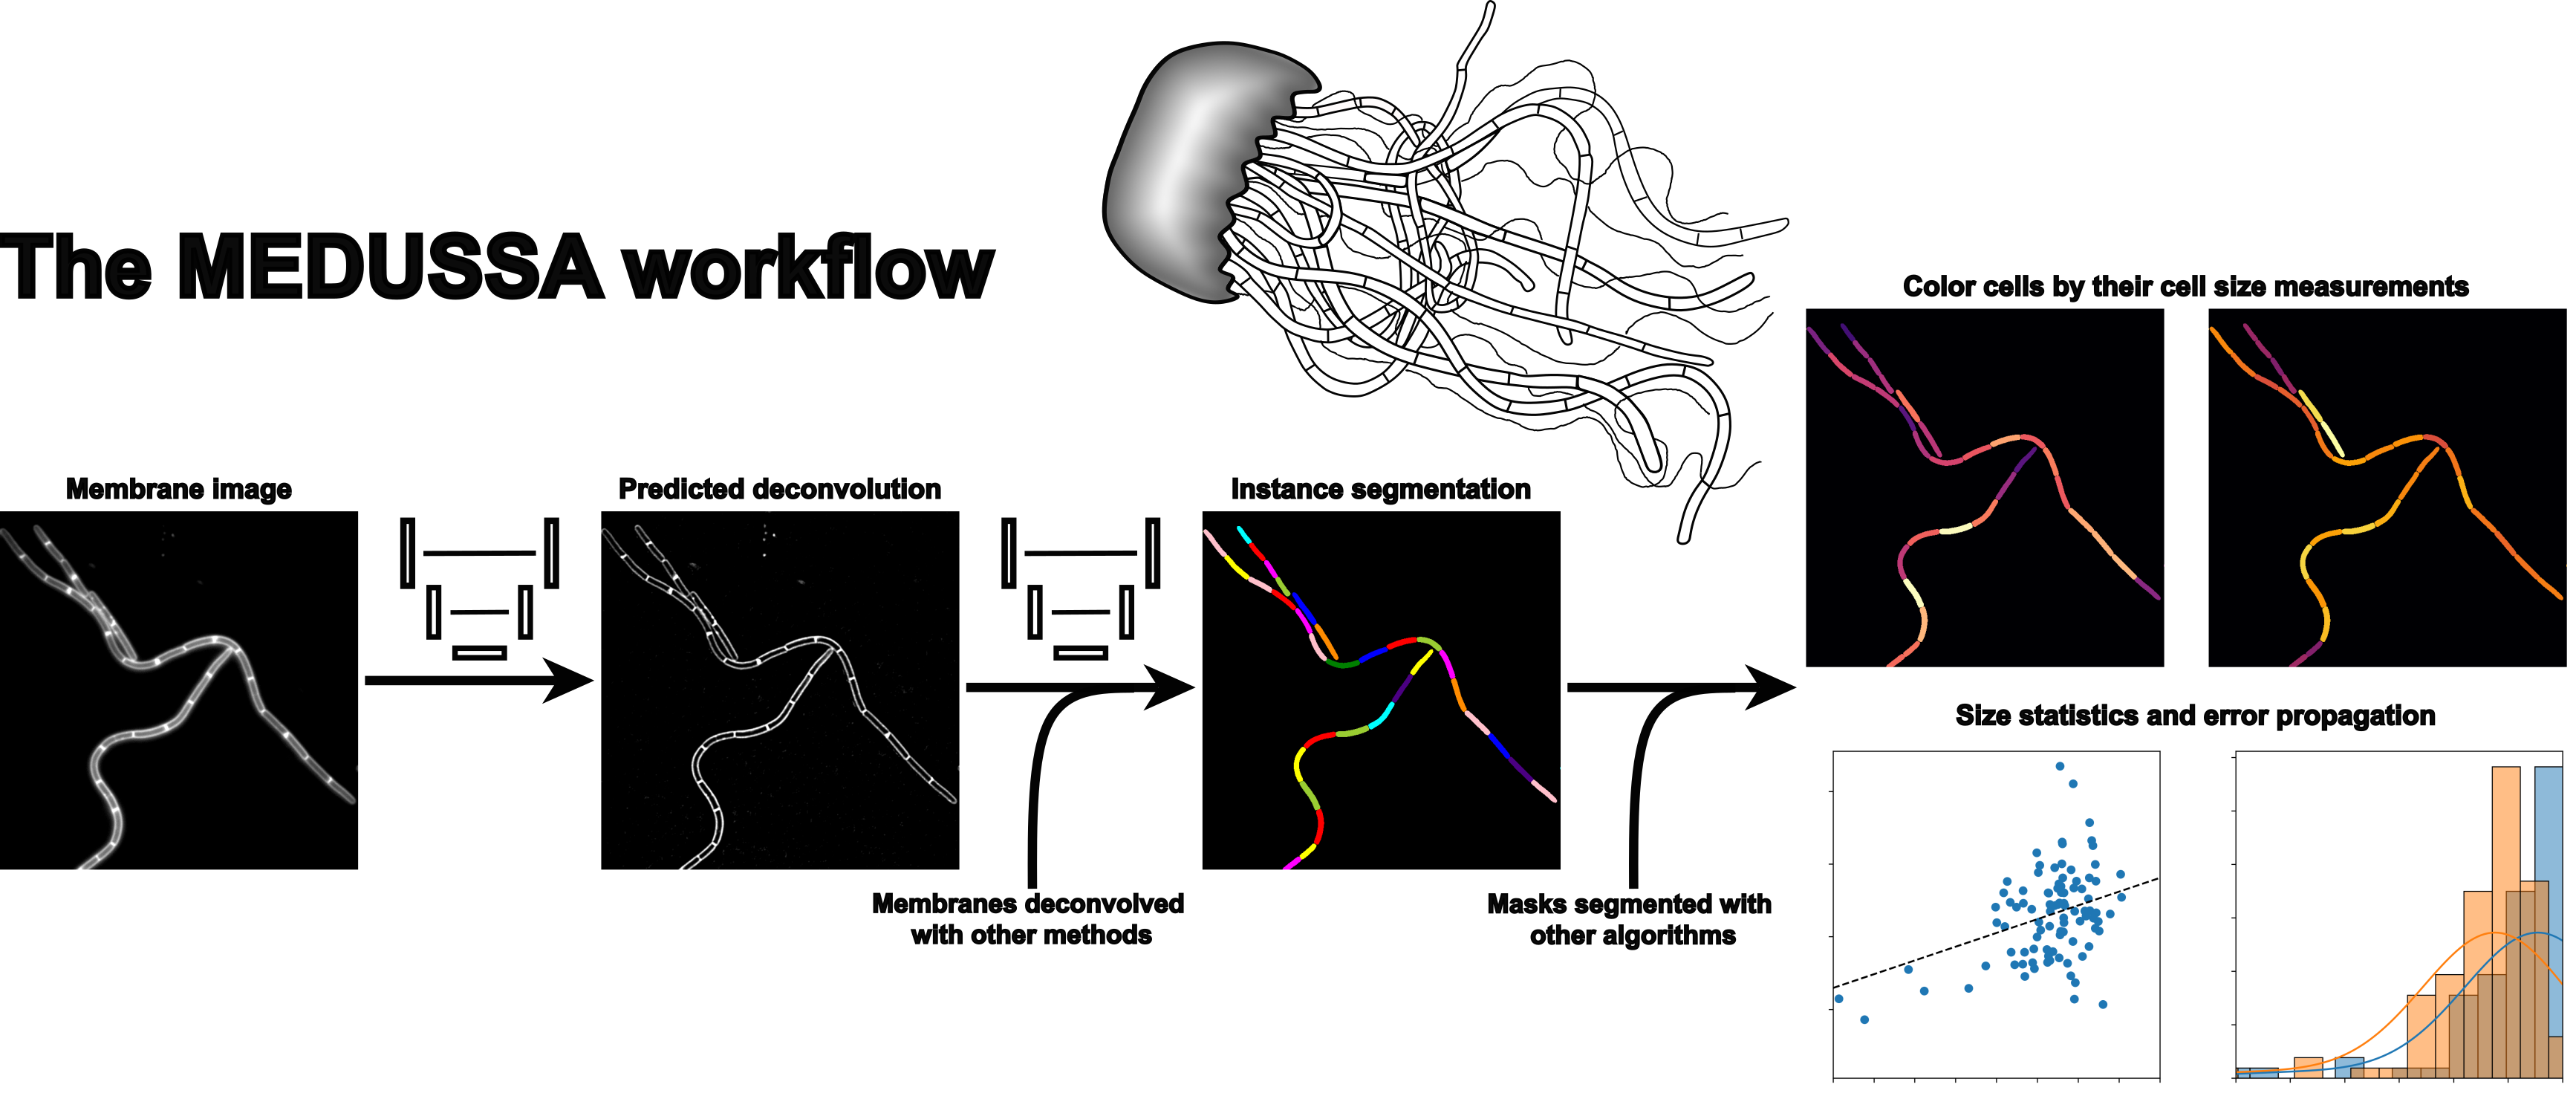 The MEDUSSA workflow
Membrane image
Predicted deconvolution
Instance segmentation
Color cells by their cell size measurements
Membranes deconvolved
with other methods
Masks segmented with
other algorithms
Size statistics and error propagation